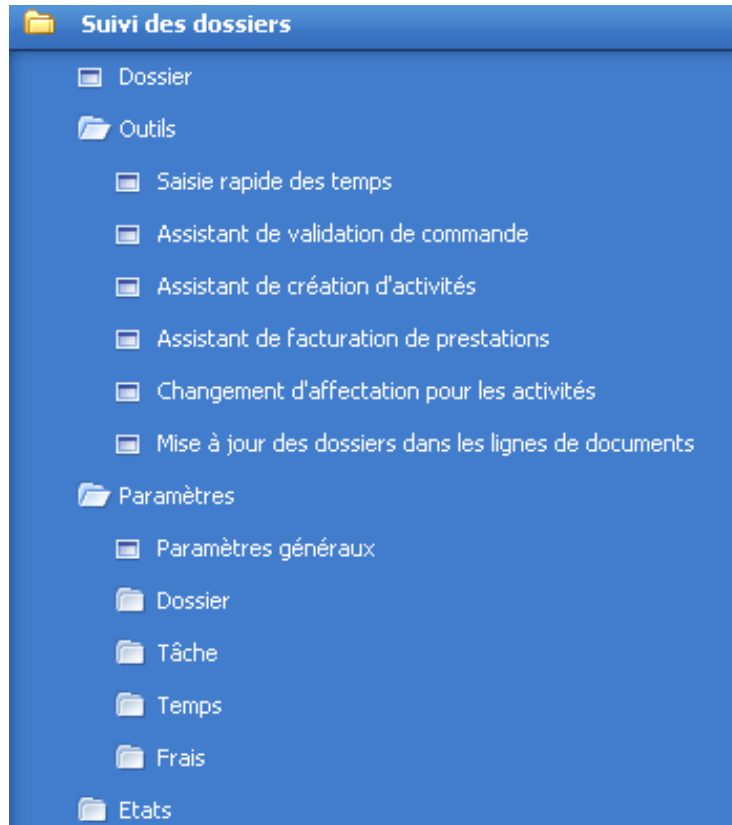 Suivi des dossiers
Dossier
Outils
Saisie rapide des temps
Assistant de validation de commande
Assistant de création d'activités
Assistant de facturation de prestations
Changement d'affectation pour les activités
Mise à jour des dossiers dans les lignes de documents
Paramètres
Paramètres généraux
Dossier
Tâche
Temps
Frais
Etats